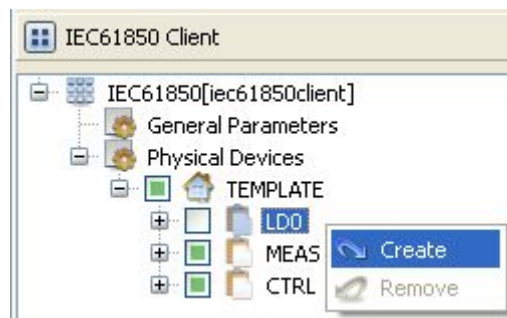 IEC61850 Client
IEC61850[iec61850client]
General Parameters
Physical Devices
TEMPLATE
LD0
MEAS
Create
CTRL
Remove